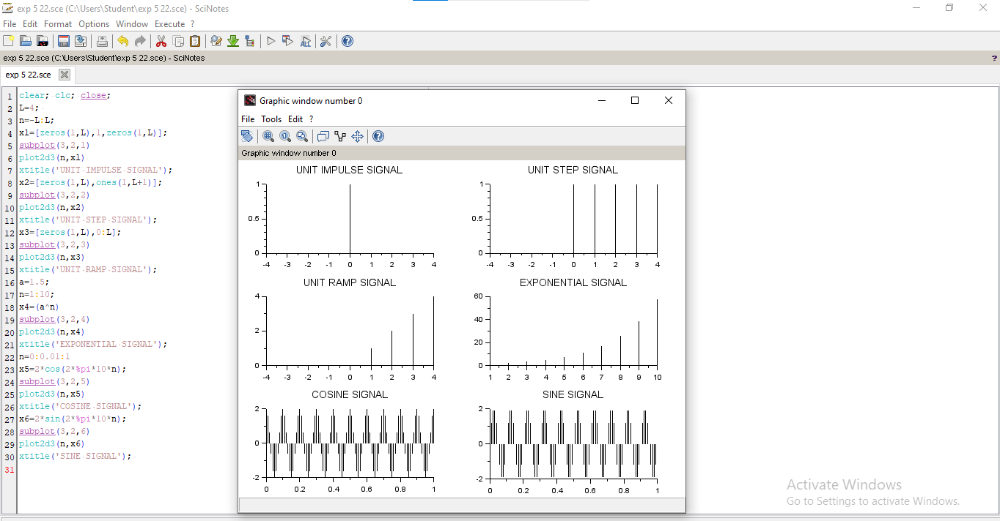 exp 5 22.sce (C:\Users\Student\exp 5 22.sce) - SciNotes
File Edit Format Options Window Execute ?
exp 5 22.sce (C:\Users\Student\exp 5 22.sce) - SciNotes ?
exp 5 22.sce
1 clear; clc; close;
2 L=4;
3 n=-L:L;
4 x1=[zeros(1,L),1,zeros(1,L)];
5 subplot(3,2,1)
6 plot2d3(n,x1)
7 xtitle('UNIT IMPULSE SIGNAL');
8 x2=[zeros(1,L),ones(1,L+1)];
9 subplot(3,2,2)
10 plot2d3(n,x2)
11 xtitle('UNIT STEP SIGNAL');
12 x3=[zeros(1,L),0:L];
13 subplot(3,2,3)
14 plot2d3(n,x3)
15 xtitle('UNIT RAMP SIGNAL');
16 a=1.5;
17 n=1:10;
18 x4=(a^n)
19 subplot(3,2,4)
20 plot2d3(n,x4)
21 xtitle('EXPONENTIAL SIGNAL');
22 n=0:0.01:1
23 x5=2*cos(2*%pi*10*n);
24 subplot(3,2,5)
25 plot2d3(n,x5)
26 xtitle('COSINE SIGNAL');
27 x6=2*sin(2*%pi*10*n);
28 subplot(3,2,6)
29 plot2d3(n,x6)
30 xtitle('SINE SIGNAL');
31
Graphic window number 0
File Tools Edit ?
Graphic window number 0
UNIT IMPULSE SIGNAL
1
0.5
0
-4 -3 -2 -1 0 1 2 3 4
UNIT STEP SIGNAL
1
0.5
0
-4 -3 -2 -1 0 1 2 3 4
UNIT RAMP SIGNAL
4
2
0
-4 -3 -2 -1 0 1 2 3 4
EXPONENTIAL SIGNAL
60
40
20
0
1 2 3 4 5 6 7 8 9 10
COSINE SIGNAL
2
0
-2
0 0.2 0.4 0.6 0.8 1
SINE SIGNAL
2
0
-2
0 0.2 0.4 0.6 0.8 1
Activate Windows
Go to Settings to activate Windows.